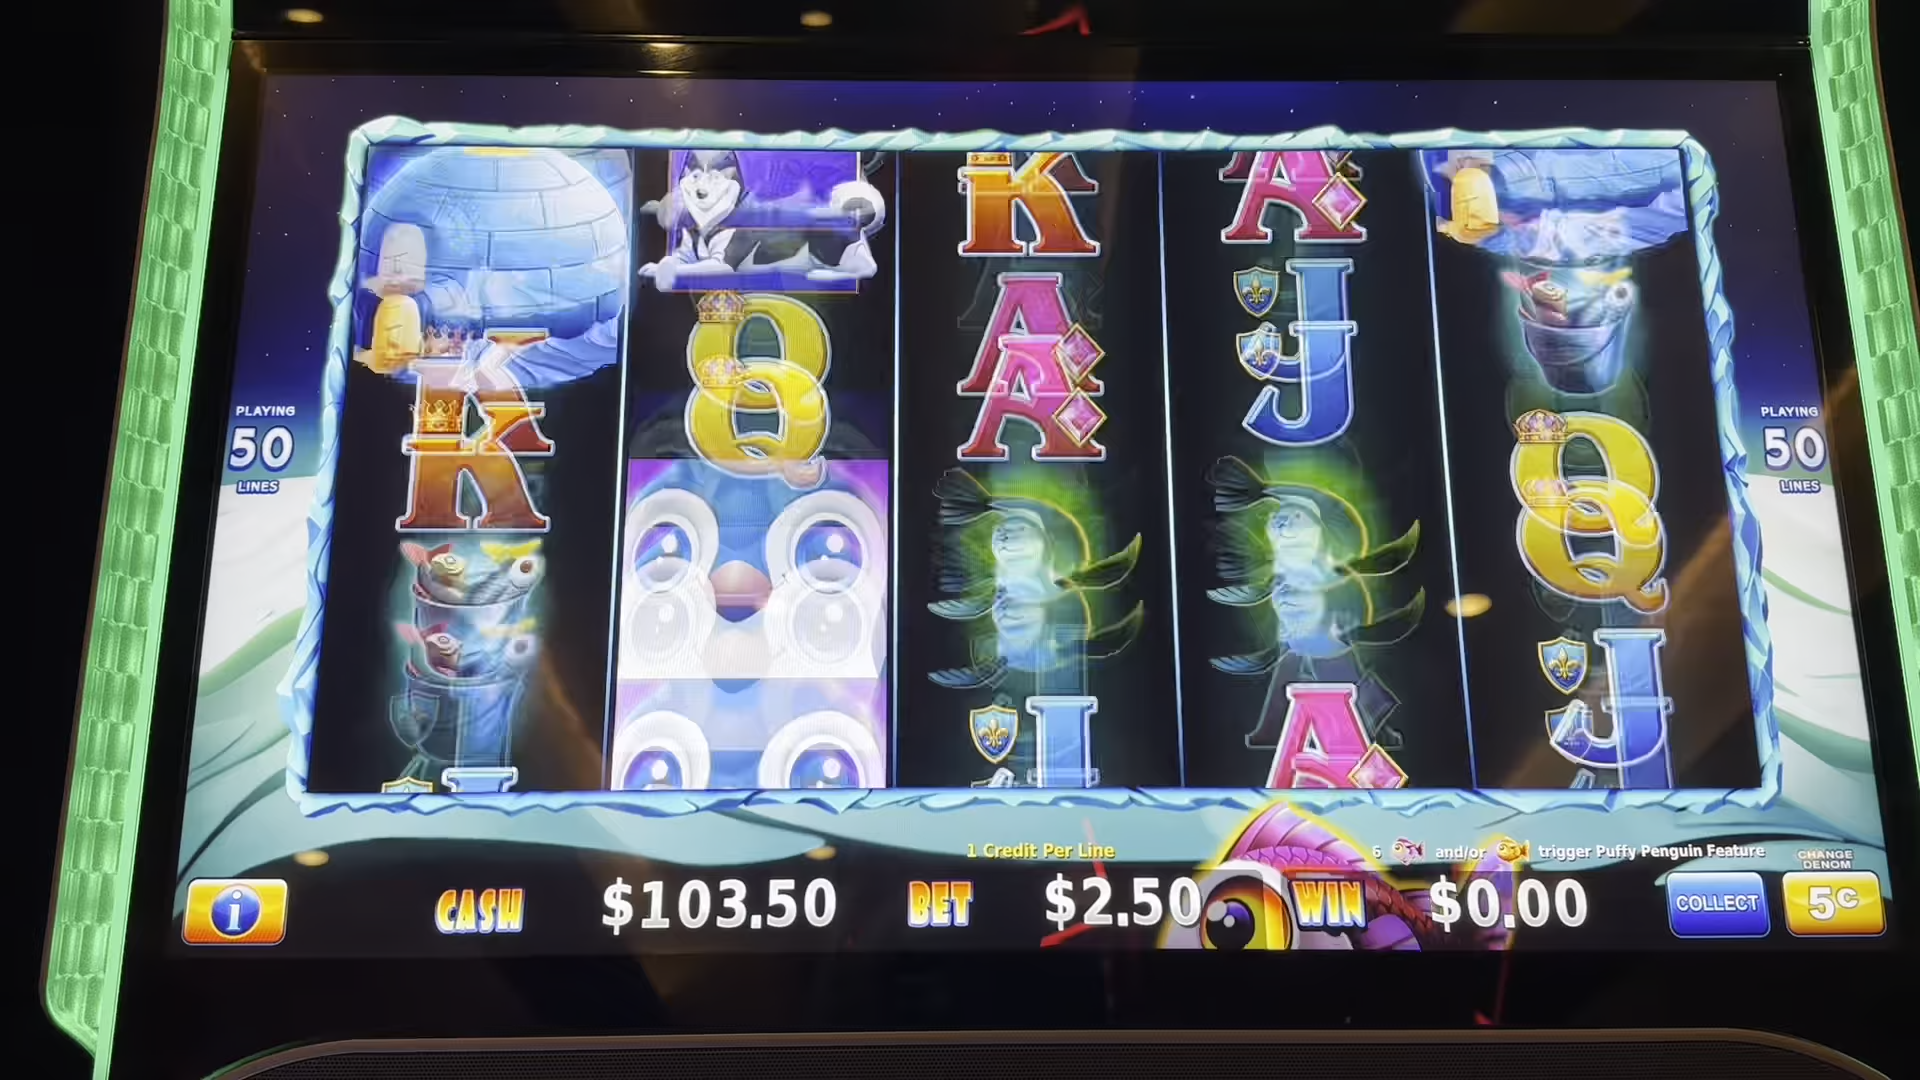 K
A
Q
A
J
K
A
Q
Q
Q
J
J
A
J
PLAYING
50
LINES
PLAYING
50
LINES
1 Credit Per Line
6 and/or trigger Puffy Penguin Feature
CHANGE
DENOM
i
CASH
$103.50
BET
$2.50
WIN
$0.00
COLLECT
5¢